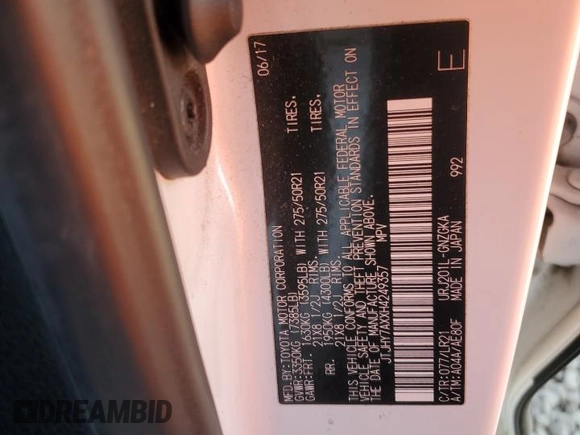 MFD.BY:TOYOTA MOTOR CORPORATION 06/17
GVWR:3350KG (7385LB)
GAWR-FRT. 1630KG (3595LB) WITH 275/50R21 TIRES,
21X8 1/2J RIMS.
RR. 1950KG (4300LB) WITH 275/50R21 TIRES,
21X8 1/2J RIMS.
THIS VEHICLE CONFORMS TO ALL APPLICABLE FEDERAL MOTOR
VEHICLE SAFETY AND THEFT PREVENTION STANDARDS IN EFFECT ON
THE DATE OF MANUFACTURE SHOWN ABOVE.
JTJHY7AXXH4249357 MPV
C/TR:077/LR21 URJ201L-GNZGKA
A/TM:A04A/AE80F MADE IN JAPAN 992
E
DREAMBID